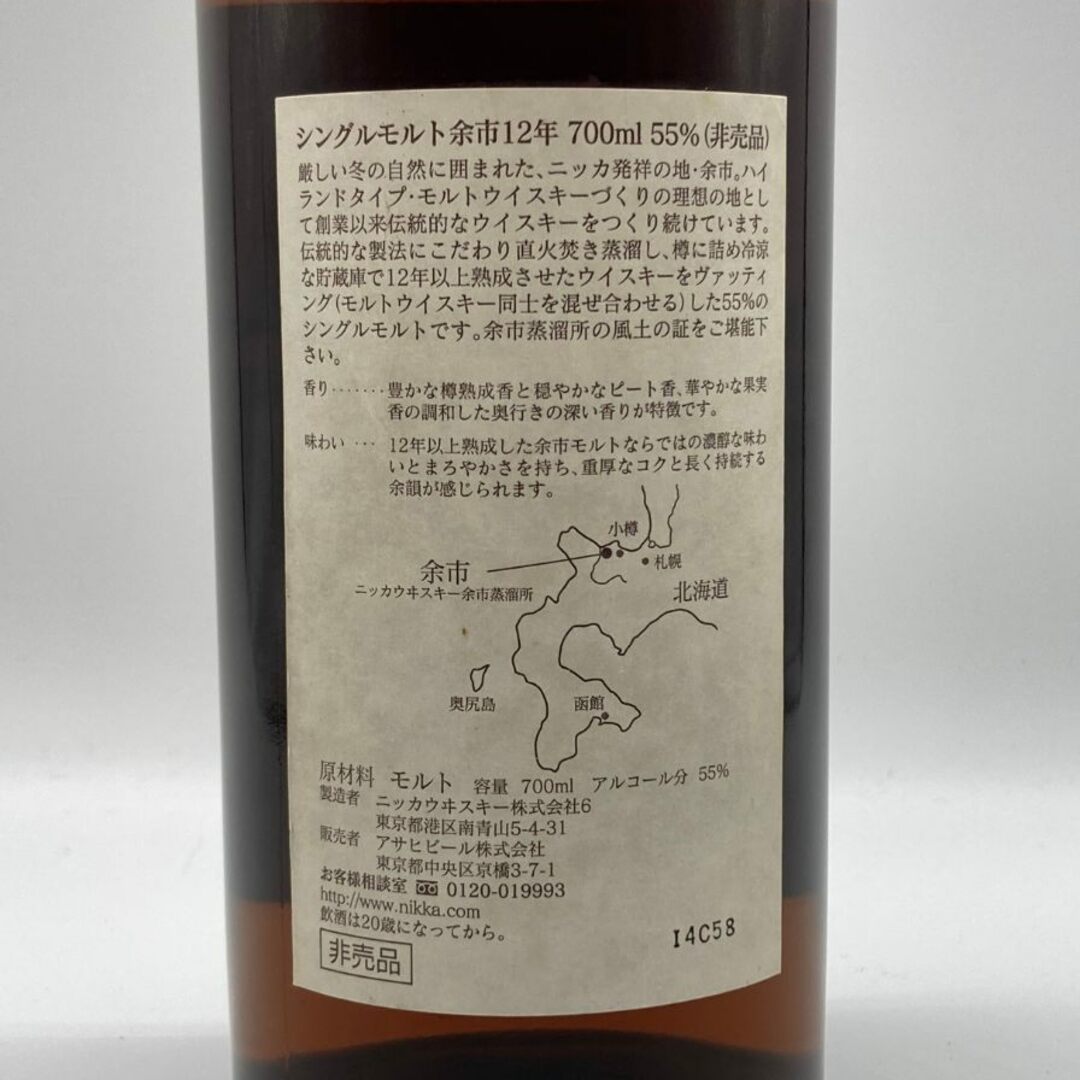 シングルモルト余市12年 700ml 55%(非売品)
厳しい冬の自然に囲まれた、ニッカ発祥の地・余市。ハイ
ランドタイプ・モルトウイスキーづくりの理想の地とし
て創業以来伝統的なウイスキーをつくり続けています。
伝統的な製法にこだわり直火焚き蒸溜し、樽に詰め冷涼
な貯蔵庫で12年以上熟成させたウイスキーをヴァッティ
ング(モルトウイスキー同士を混ぜ合わせる)した55%の
シングルモルトです。余市蒸溜所の風土の証をご堪能下
さい。
香り‥‥‥‥豊かな樽熟成香と穏やかなピート香、華やかな果実
香の調和した奥行きの深い香りが特徴です。
味わい ‥‥ 12年以上熟成した余市モルトならではの濃醇な味わ
いとまろやかさを持ち、重厚なコクと長く持続する
余韻が感じられます。
小樽
札幌
余市
ニッカウヰスキー余市蒸溜所
北海道
奥尻島
函館
原材料 モルト 容量 700ml アルコール分 55%
製造者 ニッカウヰスキー株式会社6
東京都港区南青山5-4-31
販売者 アサヒビール株式会社
東京都中央区京橋3-7-1
お客様相談室 0120-019993
http://www.nikka.com
飲酒は20歳になってから。
非売品
I4C58